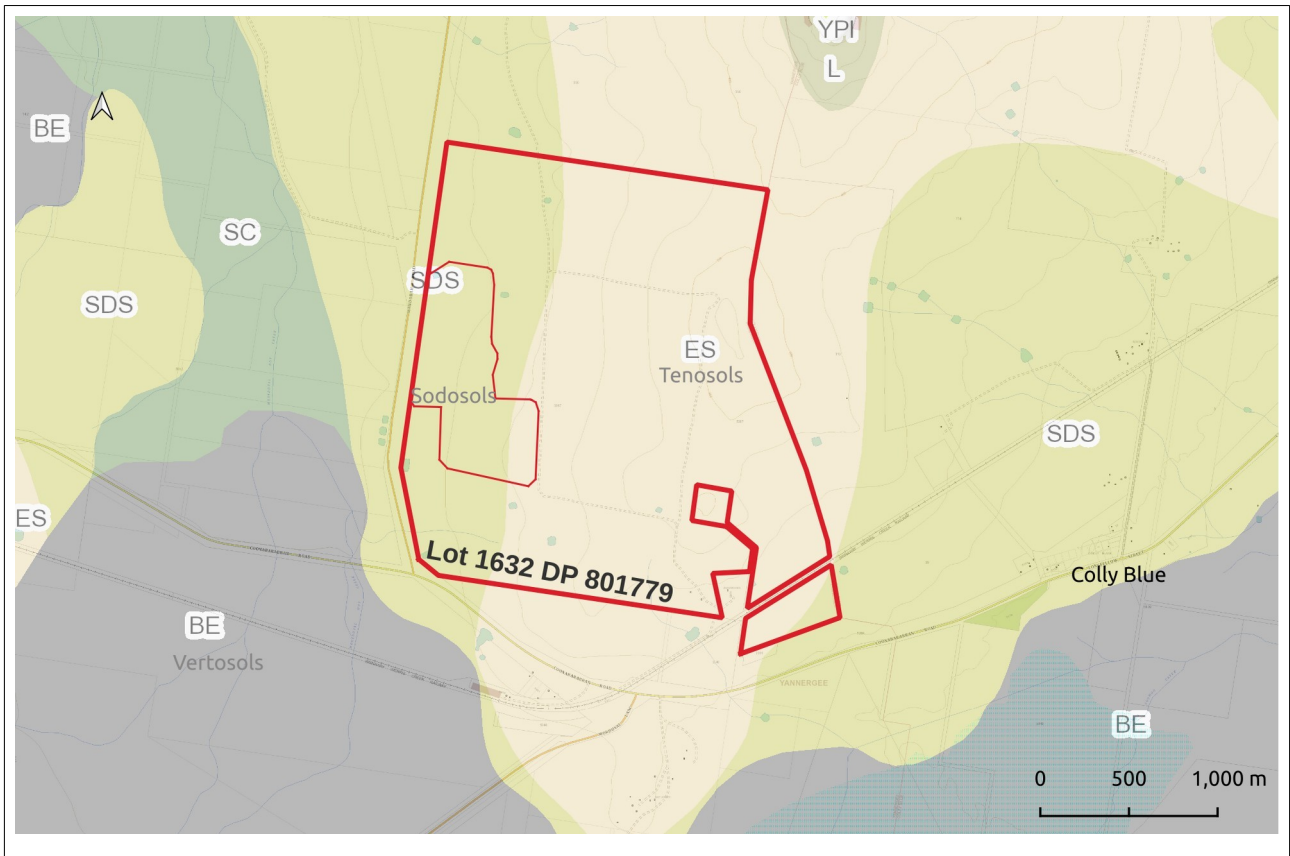 YPI
L
BE
SC
SDS
SDS
ES
Tenosols
Sodosols
SDS
ES
Lot 1632 DP 801779
Colly Blue
BE
Vertosols
YANNERGEE
BE
0 500 1,000 m